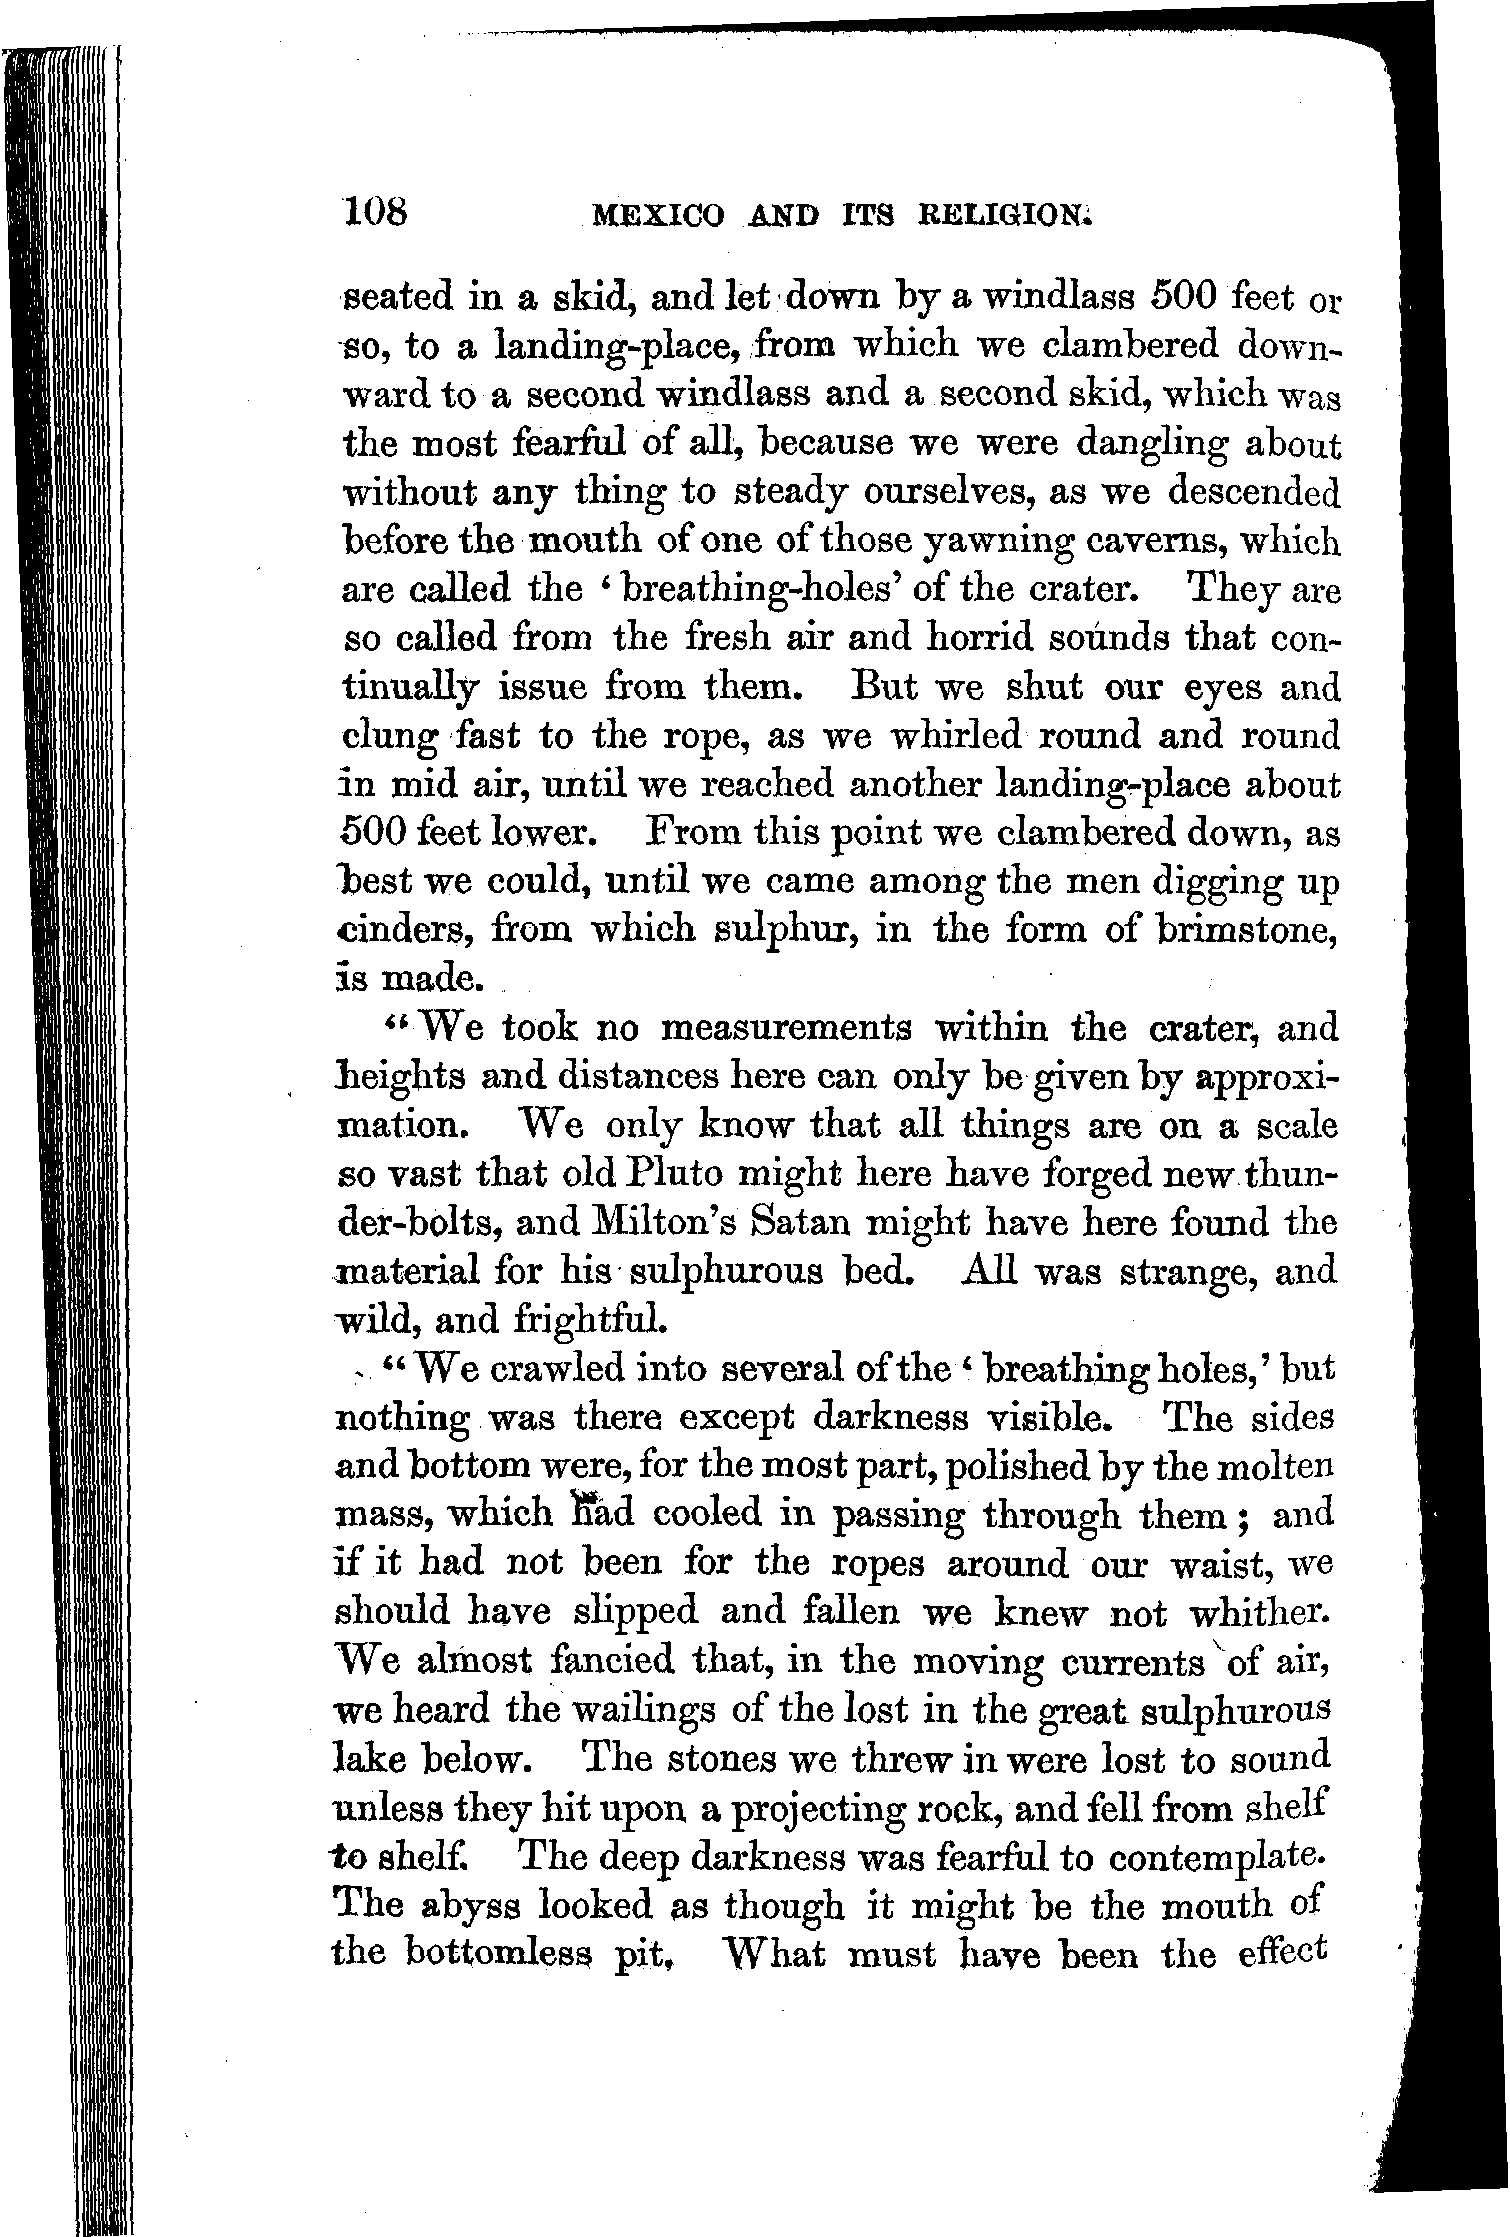 108 MEXICO AND ITS RELIGION.
seated in a skid, and let down by a windlass 500 feet or
so, to a landing-place, from which we clambered down-
ward to a second windlass and a second skid, which was
the most fearful of all, because we were dangling about
without any thing to steady ourselves, as we descended
before the mouth of one of those yawning caverns, which
are called the ‘breathing-holes’ of the crater. They are
so called from the fresh air and horrid sounds that con-
tinually issue from them. But we shut our eyes and
clung fast to the rope, as we whirled round and round
in mid air, until we reached another landing-place about
500 feet lower. From this point we clambered down, as
best we could, until we came among the men digging up
cinders, from which sulphur, in the form of brimstone,
is made.
“We took no measurements within the crater, and
heights and distances here can only be given by approxi-
mation. We only know that all things are on a scale
so vast that old Pluto might here have forged new thun-
der-bolts, and Milton’s Satan might have here found the
material for his sulphurous bed. All was strange, and
wild, and frightful.
“We crawled into several of the ‘breathing holes,’ but
nothing was there except darkness visible. The sides
and bottom were, for the most part, polished by the molten
mass, which had cooled in passing through them; and
if it had not been for the ropes around our waist, we
should have slipped and fallen we knew not whither.
We almost fancied that, in the moving currents of air,
we heard the wailings of the lost in the great sulphurous
lake below. The stones we threw in were lost to sound
unless they hit upon a projecting rock, and fell from shelf
to shelf. The deep darkness was fearful to contemplate.
The abyss looked as though it might be the mouth of
the bottomless pit. What must have been the effect